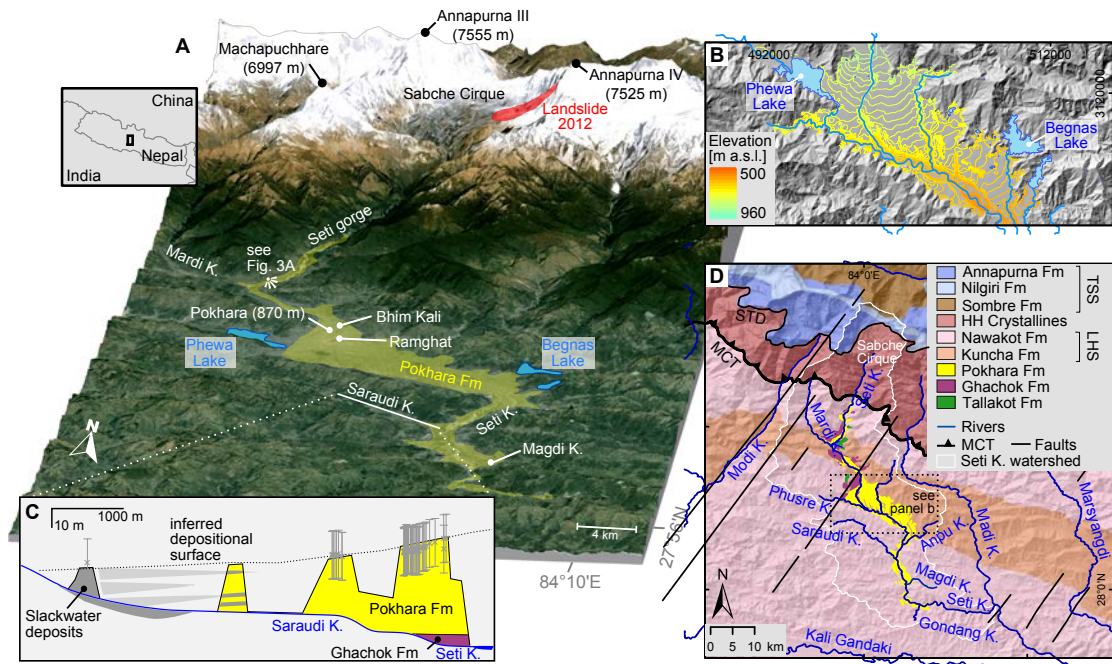 A
Annapurna III
(7555 m)
Machapuchhare
(6997 m)
Annapurna IV
(7525 m)
Sabche Cirque
Landslide
2012
China
Nepal
India
Seti gorge
Mardi K.
see
Fig. 3A
Pokhara (870 m)
Bhim Kali
Ramghat
Phewa
Lake
Begnas
Lake
Pokhara Fm
Saraudi K.
Seti K.
Magdi K.
N
4 km
84°10'E
27°56'N
B
492000
512000
3120000
Phewa
Lake
Begnas
Lake
Elevation
[m a.s.l.]
500
960
C
10 m
1000 m
inferred
depositional
surface
Slackwater
deposits
Saraudi K.
Pokhara Fm
Ghachok Fm
Seti K.
D
84°0'E
Annapurna Fm
Nilgiri Fm
Sombre Fm
TSS
HH Crystallines
Nawakot Fm
Kuncha Fm
LHS
Pokhara Fm
Ghachok Fm
Tallakot Fm
Rivers
MCT
Faults
Seti K. watershed
STD
MCT
Sabche
Cirque
Seti K.
Mardi K.
Modi K.
Phusre K.
see
panel b
Saraudi K.
Anpu K.
Madi K.
Marsyangdi
Magdi K.
Seti K.
Gondang K.
Kali Gandaki
28°0'N
N
0 5 10 km